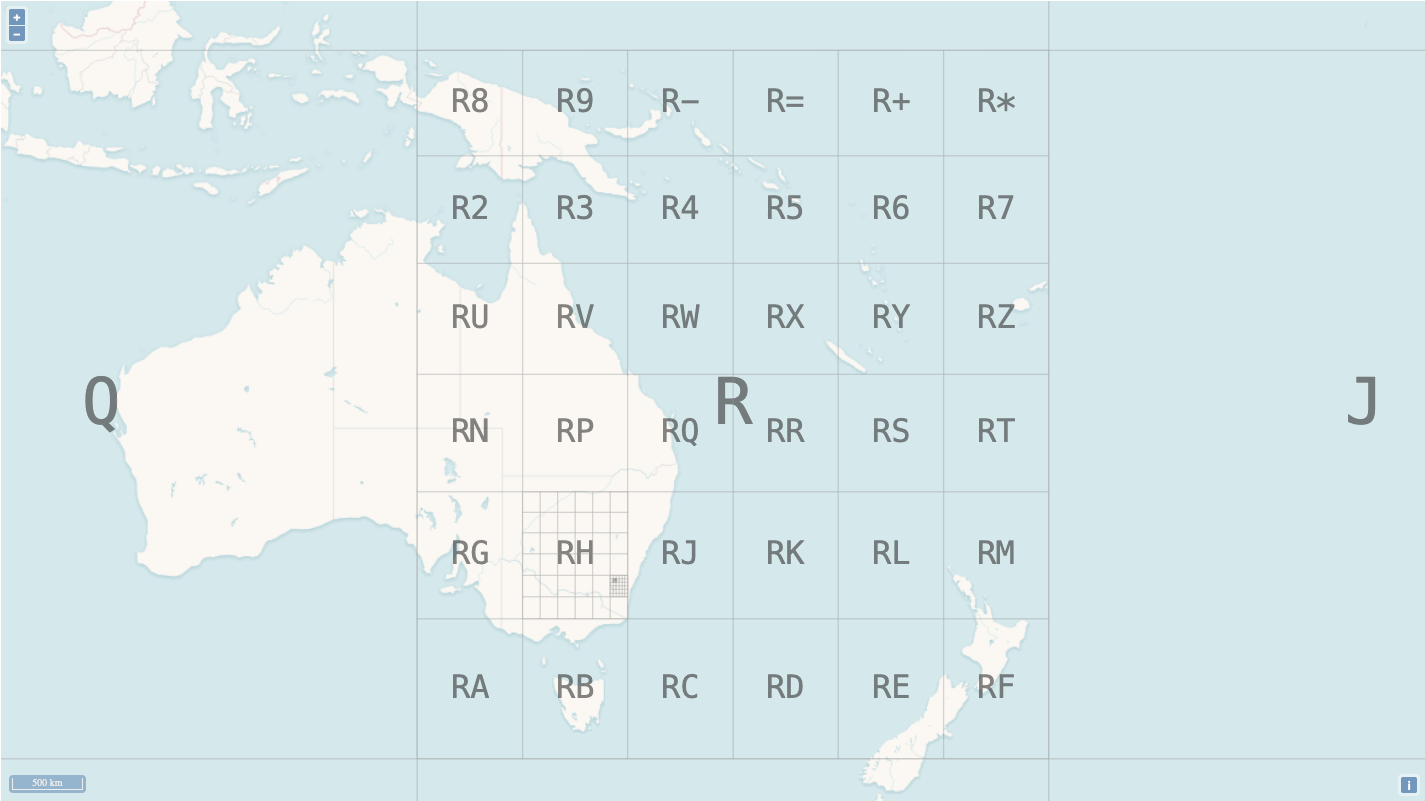 +
−
R8 R9 R− R= R+ R*
R2 R3 R4 R5 R6 R7
RU RV RW RX RY RZ
Q R J
RN RP RQ RR RS RT
RG RH RJ RK RL RM
RA RB RC RD RE RF
500 km
i